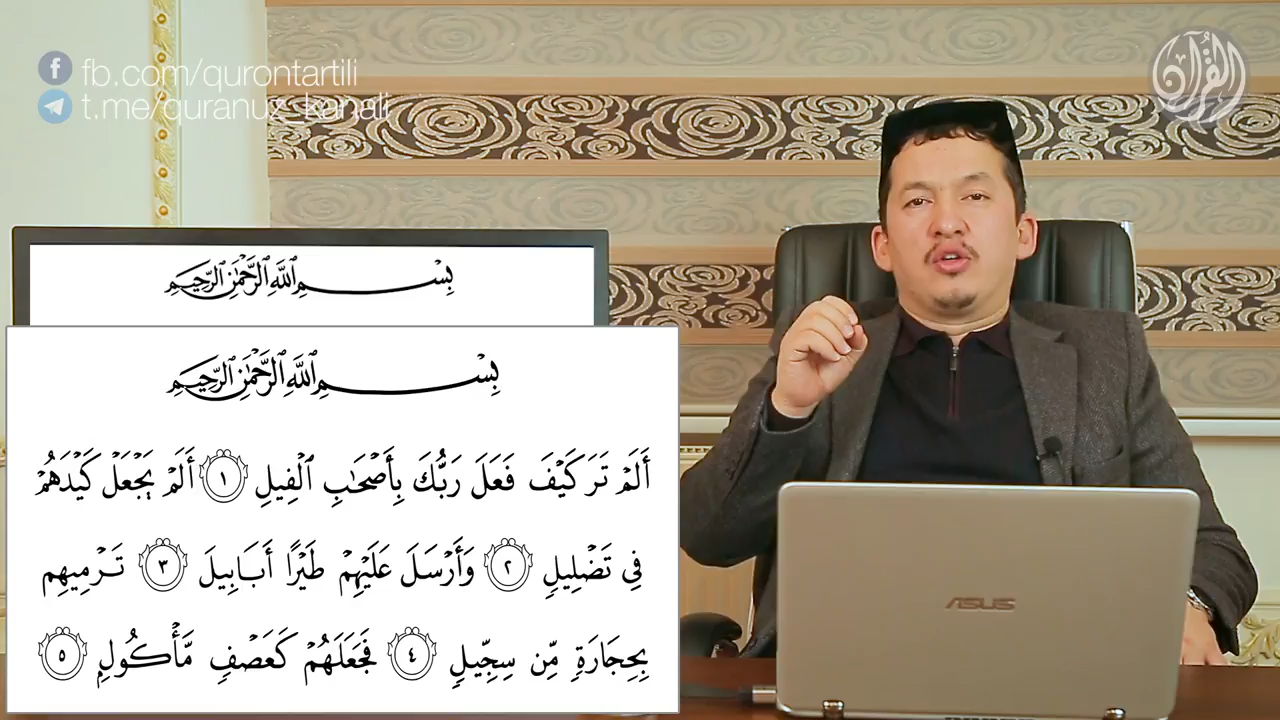 fb.com/qurontartili
t.me/quranuz_kanali
القرآن
بِسْمِ ٱللَّهِ ٱلرَّحْمَٰنِ ٱلرَّحِيمِ
بِسْمِ ٱللَّهِ ٱلرَّحْمَٰنِ ٱلرَّحِيمِ
أَلَمْ تَرَ كَيْفَ فَعَلَ رَبُّكَ بِأَصْحَٰبِ ٱلْفِيلِ ١ أَلَمْ يَجْعَلْ كَيْدَهُمْ
فِى تَضْلِيلٍ ٢ وَأَرْسَلَ عَلَيْهِمْ طَيْرًا أَبَابِيلَ ٣ تَرْمِيهِم
بِحِجَارَةٍ مِّن سِجِّيلٍ ٤ فَجَعَلَهُمْ كَعَصْفٍ مَّأْكُولٍ ٥
ASUS